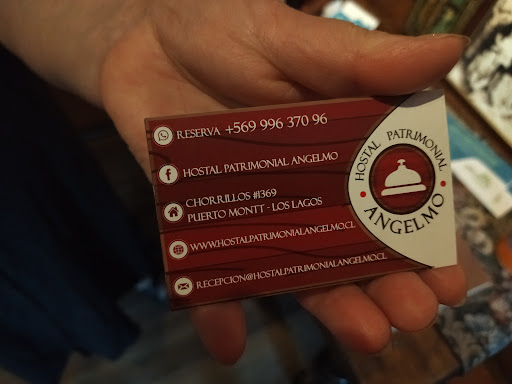 RESERVA +569 996 370 96
HOSTAL PATRIMONIAL ANGELMO
CHORRILLOS #1369
PUERTO MONTT - LOS LAGOS
WWW.HOSTALPATRIMONIALANGELMO.CL
RECEPCION@HOSTALPATRIMONIALANGELMO.CL
HOSTAL PATRIMONIAL
ANGELMO